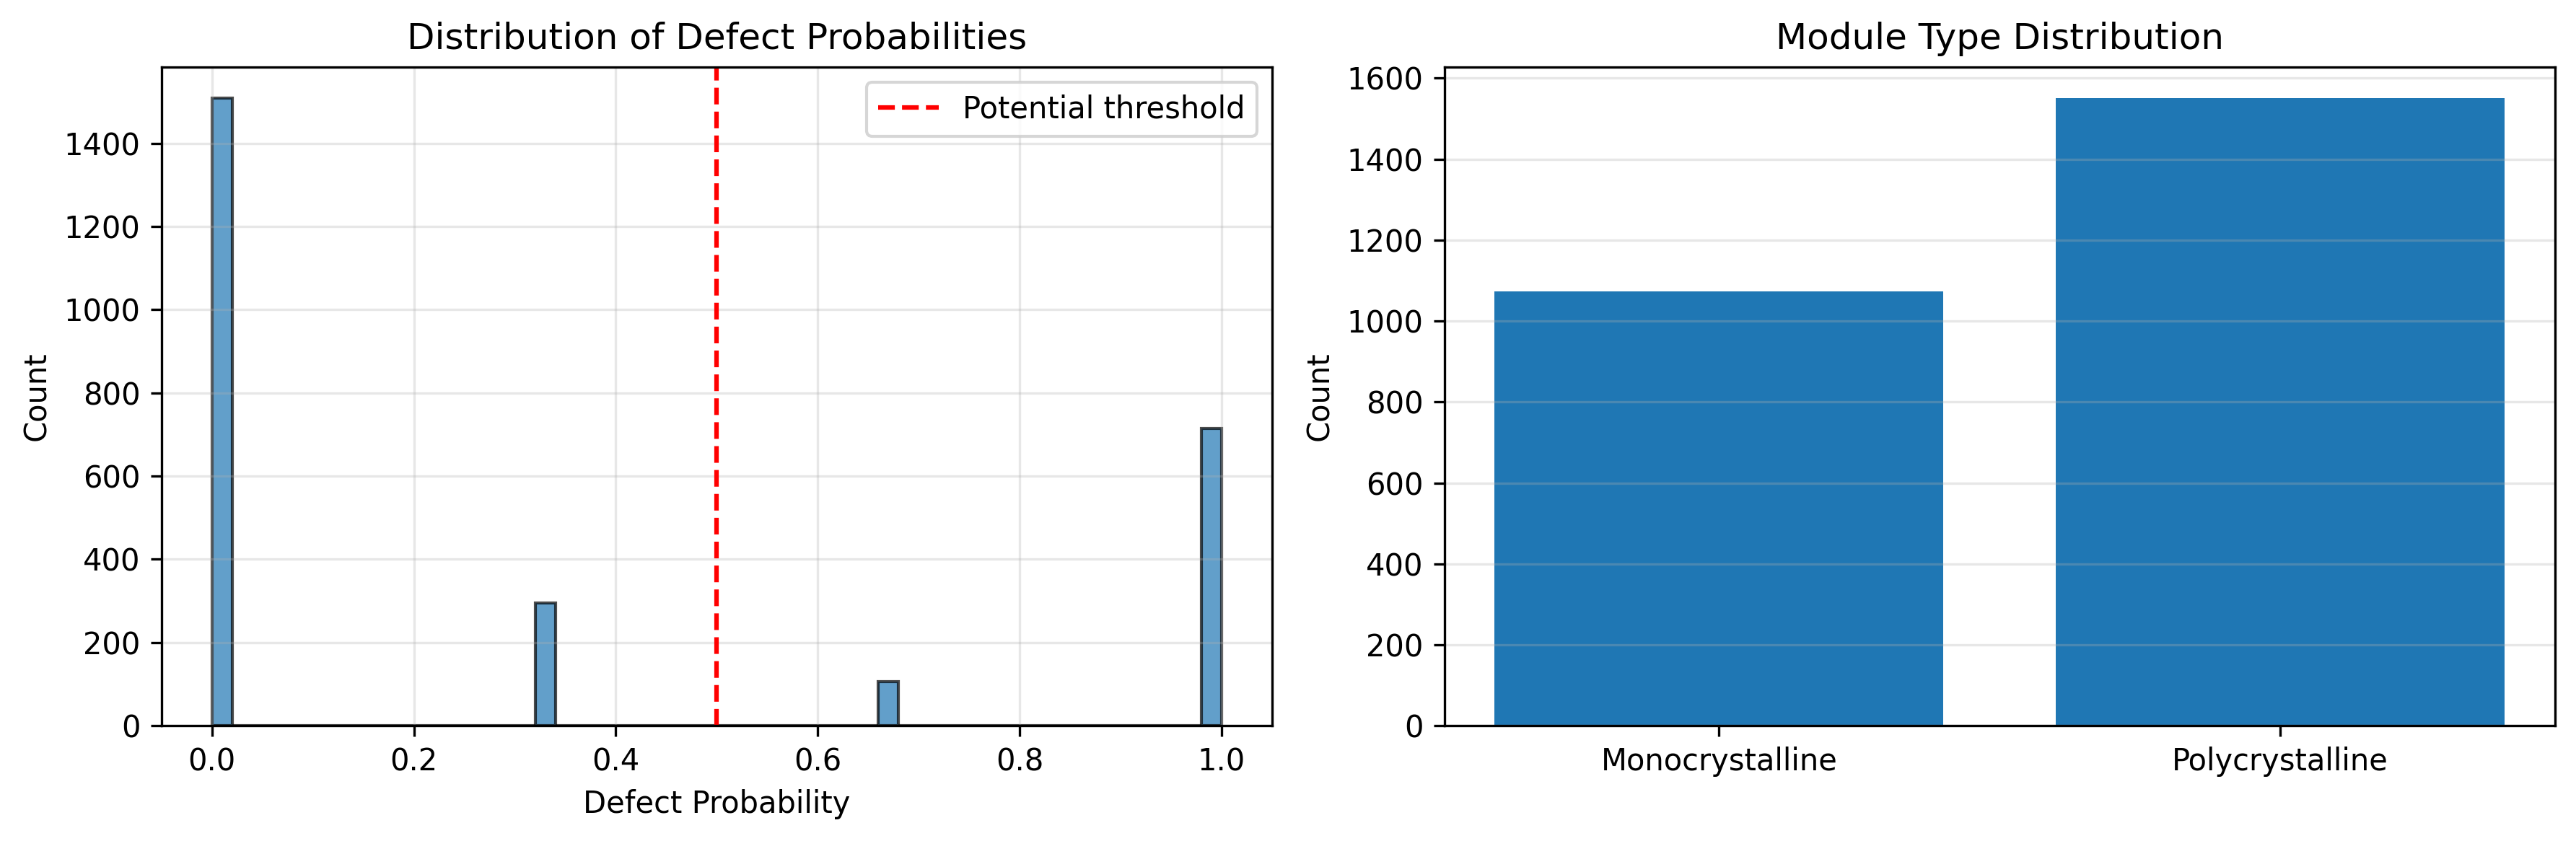 Distribution of Defect Probabilities
Potential threshold
Count
1400
1200
1000
800
600
400
200
0
0.0 0.2 0.4 0.6 0.8 1.0
Defect Probability
Module Type Distribution
Count
1600
1400
1200
1000
800
600
400
200
0
Monocrystalline Polycrystalline